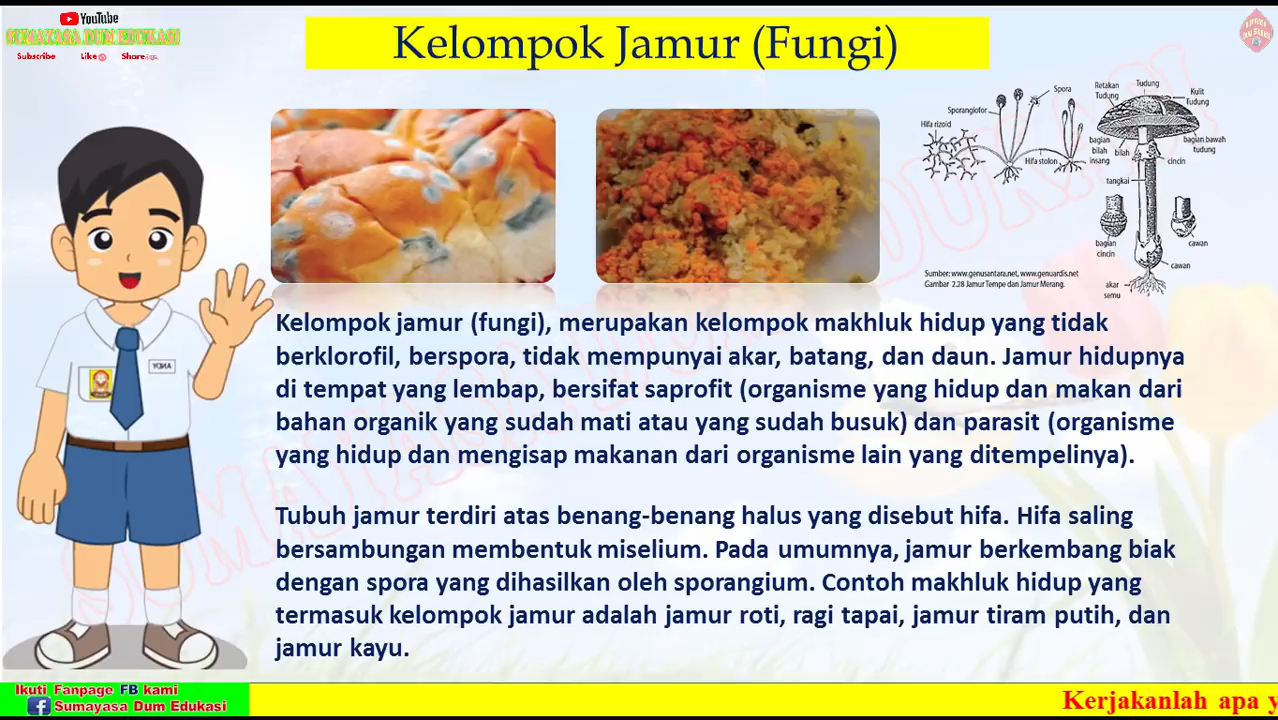 YouTube
SUMAYASA DUM EDUKASI
Subscribe Like Share
Kelompok Jamur (Fungi)
Spora
Sporanglofor
Hifa rizoid
Hifa stolon
Retakan Tudung
Tudung
Kulit Tudung
bagian bilah insang
bilah
bagian bawah tudung
cincin
tangkai
bagian cincin
cawan
cawan
akar semu
Sumber: www.genusantara.net, www.genuardis.net
Gambar 2.28 Jamur Tempe dan Jamur Merang.
Kelompok jamur (fungi), merupakan kelompok makhluk hidup yang tidak
berklorofil, berspora, tidak mempunyai akar, batang, dan daun. Jamur hidupnya
di tempat yang lembap, bersifat saprofit (organisme yang hidup dan makan dari
bahan organik yang sudah mati atau yang sudah busuk) dan parasit (organisme
yang hidup dan mengisap makanan dari organisme lain yang ditempelinya).
Tubuh jamur terdiri atas benang-benang halus yang disebut hifa. Hifa saling
bersambungan membentuk miselium. Pada umumnya, jamur berkembang biak
dengan spora yang dihasilkan oleh sporangium. Contoh makhluk hidup yang
termasuk kelompok jamur adalah jamur roti, ragi tapai, jamur tiram putih, dan
jamur kayu.
Ikuti Fanpage FB kami
Sumayasa Dum Edukasi
Kerjakanlah apa y